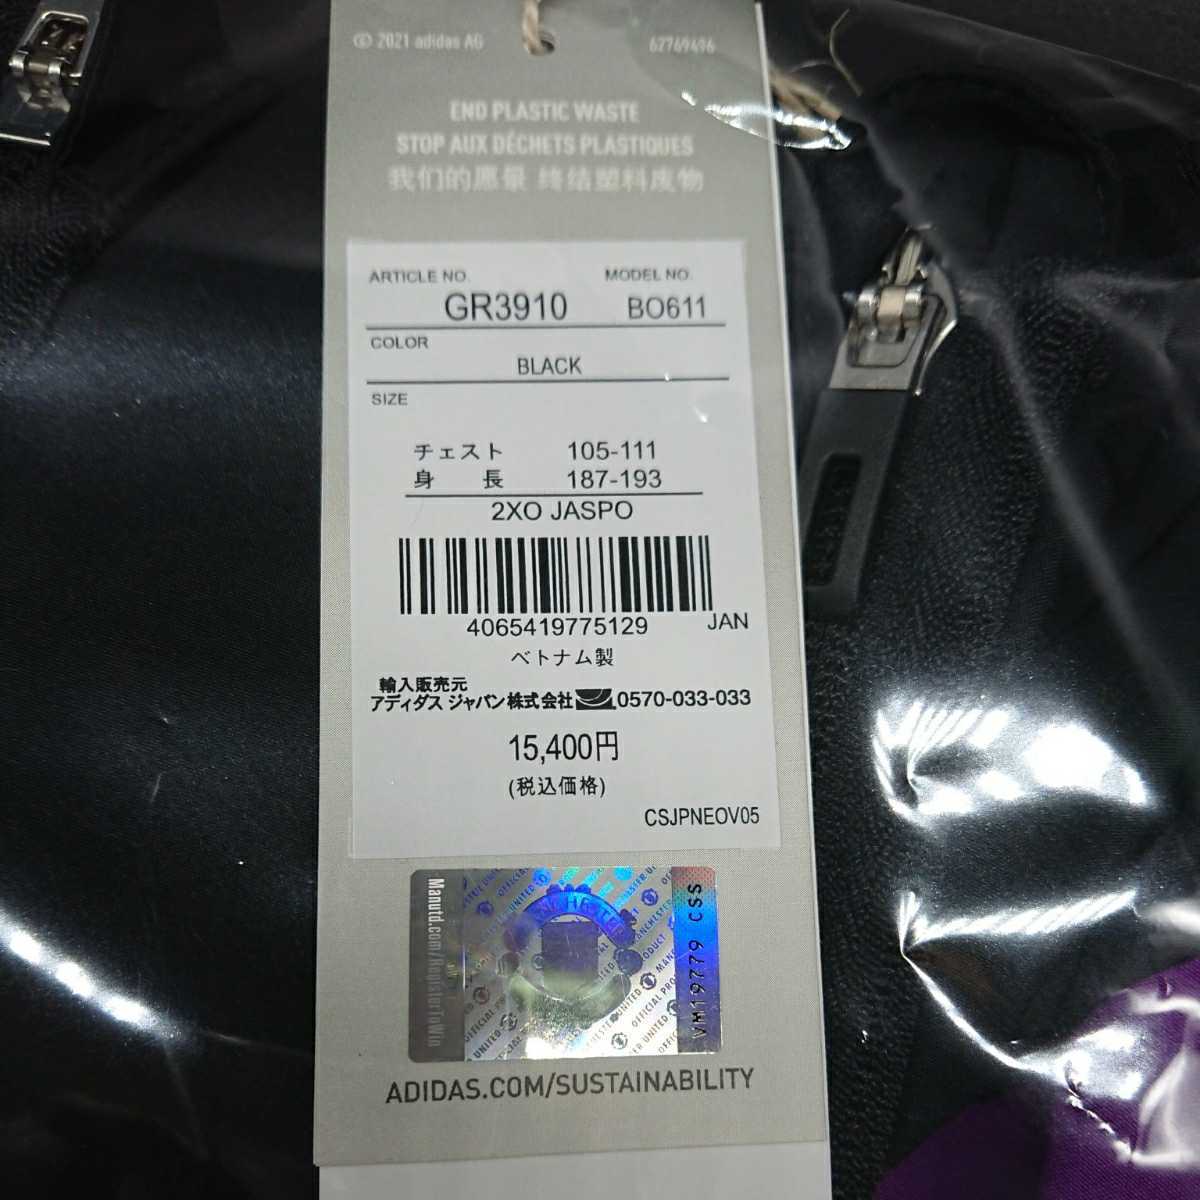 © 2021 adidas AG 62769496
END PLASTIC WASTE
STOP AUX DÉCHETS PLASTIQUES
我们的愿景 终结塑料废物
ARTICLE NO. MODEL NO.
GR3910 BO611
COLOR
BLACK
SIZE
チェスト 105-111
身 長 187-193
2XO JASPO
4065419775129 JAN
ベトナム製
輸入販売元
アディダス ジャパン株式会社 0570-033-033
15,400円
(税込価格)
CSJPNEOV05
Manutd.com/RegisterToWin
VM19779 CSS
ADIDAS.COM/SUSTAINABILITY